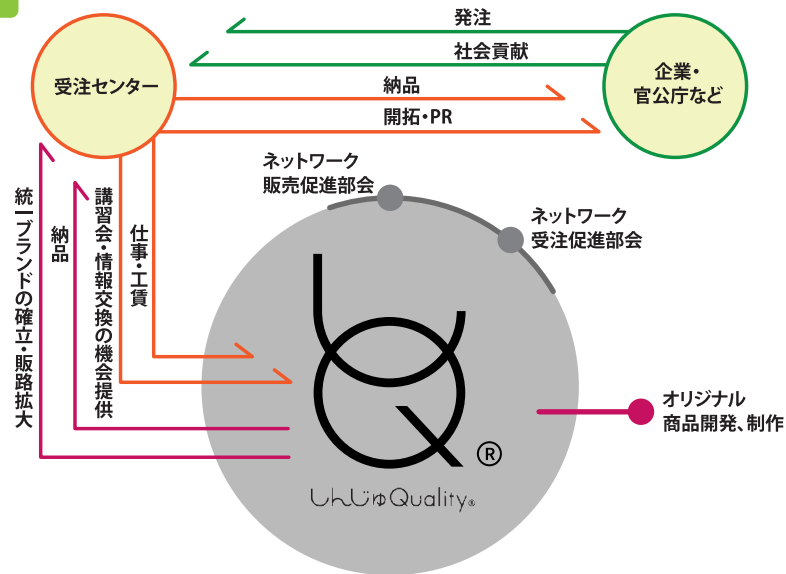 発注
社会貢献
受注センター
企業・
官公庁など
納品
開拓・PR
ネットワーク
販売促進部会
ネットワーク
受注促進部会
統一ブランドの確立・販路拡大
納品
講習会・情報交換の機会提供
仕事・工賃
オリジナル
商品開発、制作
®
しんじゅQuality®